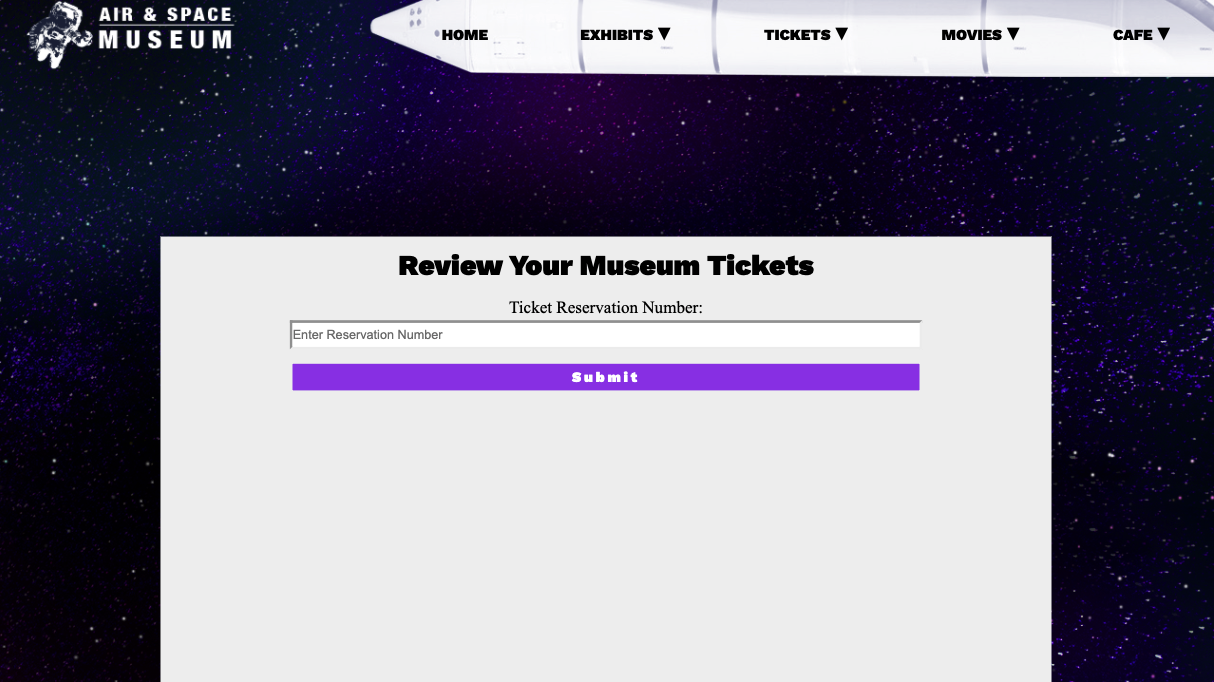 AIR & SPACE
MUSEUM
HOME
EXHIBITS ▼
TICKETS ▼
MOVIES ▼
CAFE ▼
Review Your Museum Tickets
Ticket Reservation Number:
Enter Reservation Number
Submit